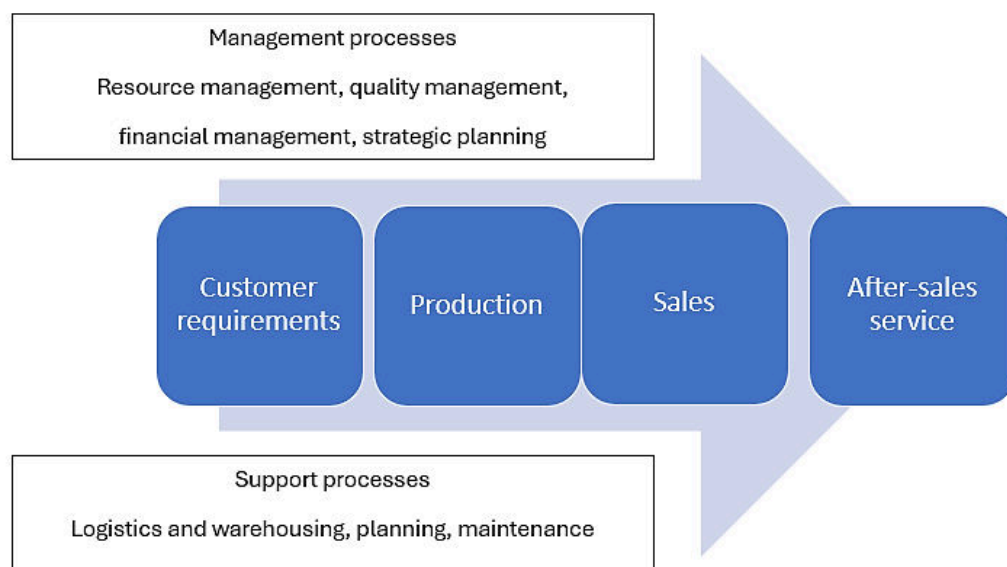 Management processes
Resource management, quality management,
financial management, strategic planning
Customer
requirements
Production
Sales
After-sales
service
Support processes
Logistics and warehousing, planning, maintenance